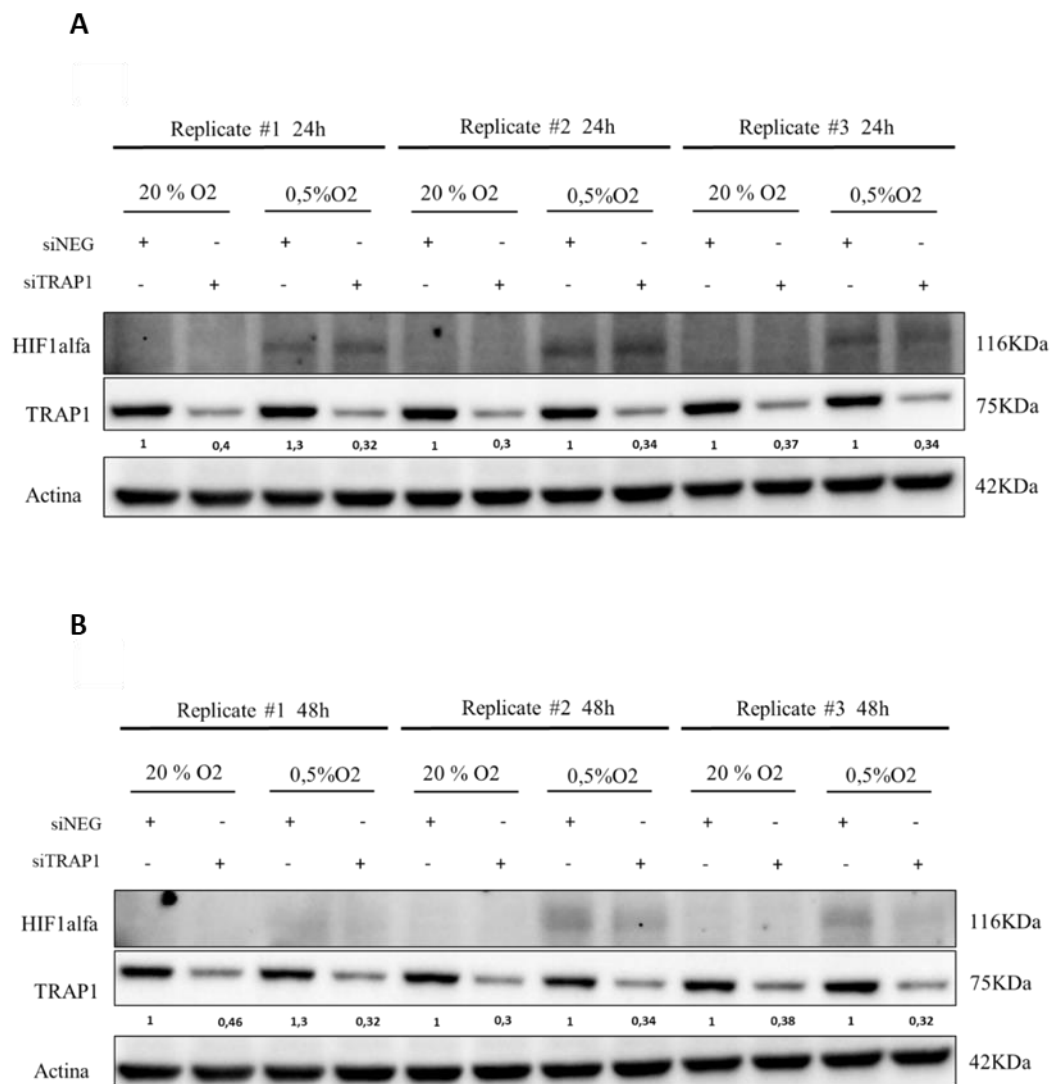 A
Replicate #1 24h Replicate #2 24h Replicate #3 24h
20 % O2 0,5%O2 20 % O2 0,5%O2 20 % O2 0,5%O2
siNEG + - + - + - + - + - + -
siTRAP1 - + - + - + - + - + - +
HIF1alfa 116KDa
TRAP1 75KDa
1 0,4 1,3 0,32 1 0,3 1 0,34 1 0,37 1 0,34
Actina 42KDa
B
Replicate #1 48h Replicate #2 48h Replicate #3 48h
20 % O2 0,5%O2 20 % O2 0,5%O2 20 % O2 0,5%O2
siNEG + - + - + - + - + - + -
siTRAP1 - + - + - + - + - + - +
HIF1alfa 116KDa
TRAP1 75KDa
1 0,46 1,3 0,32 1 0,3 1 0,34 1 0,38 1 0,32
Actina 42KDa